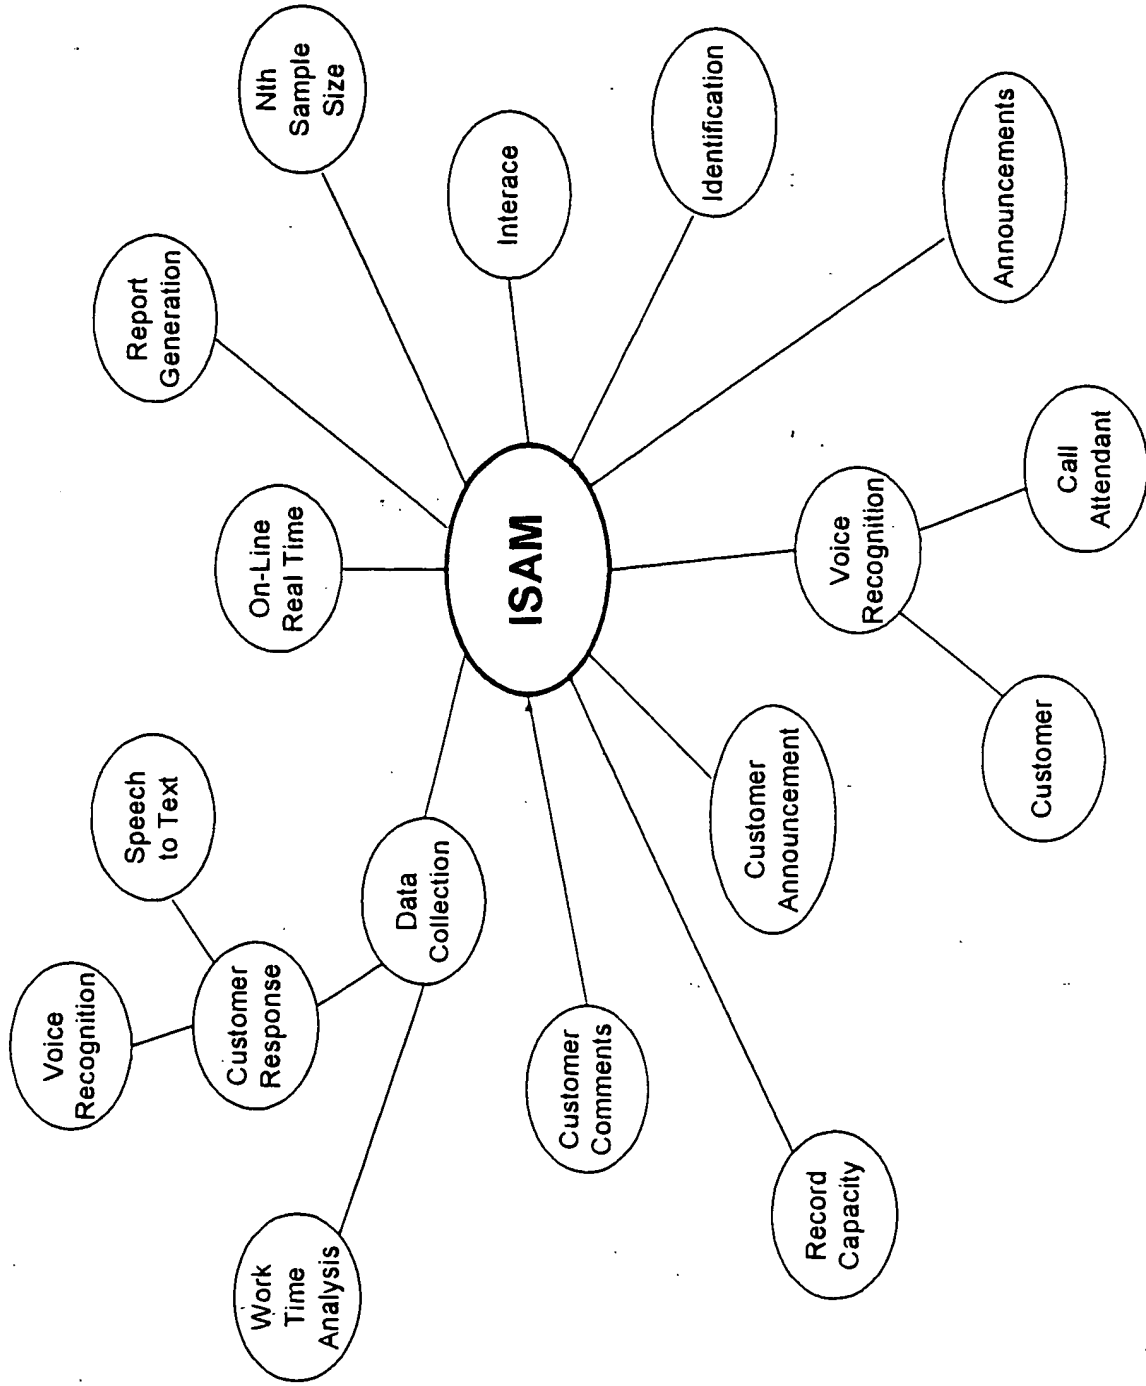 Voice
Recognition
Speech
to Text
Customer
Response
Work
Time
Analysis
Data
Collection
On-Line
Real Time
Report
Generation
Nth
Sample
Size
Interace
Identification
Announcements
ISAM
Customer
Comments
Record
Capacity
Customer
Announcement
Voice
Recognition
Call
Attendant
Customer